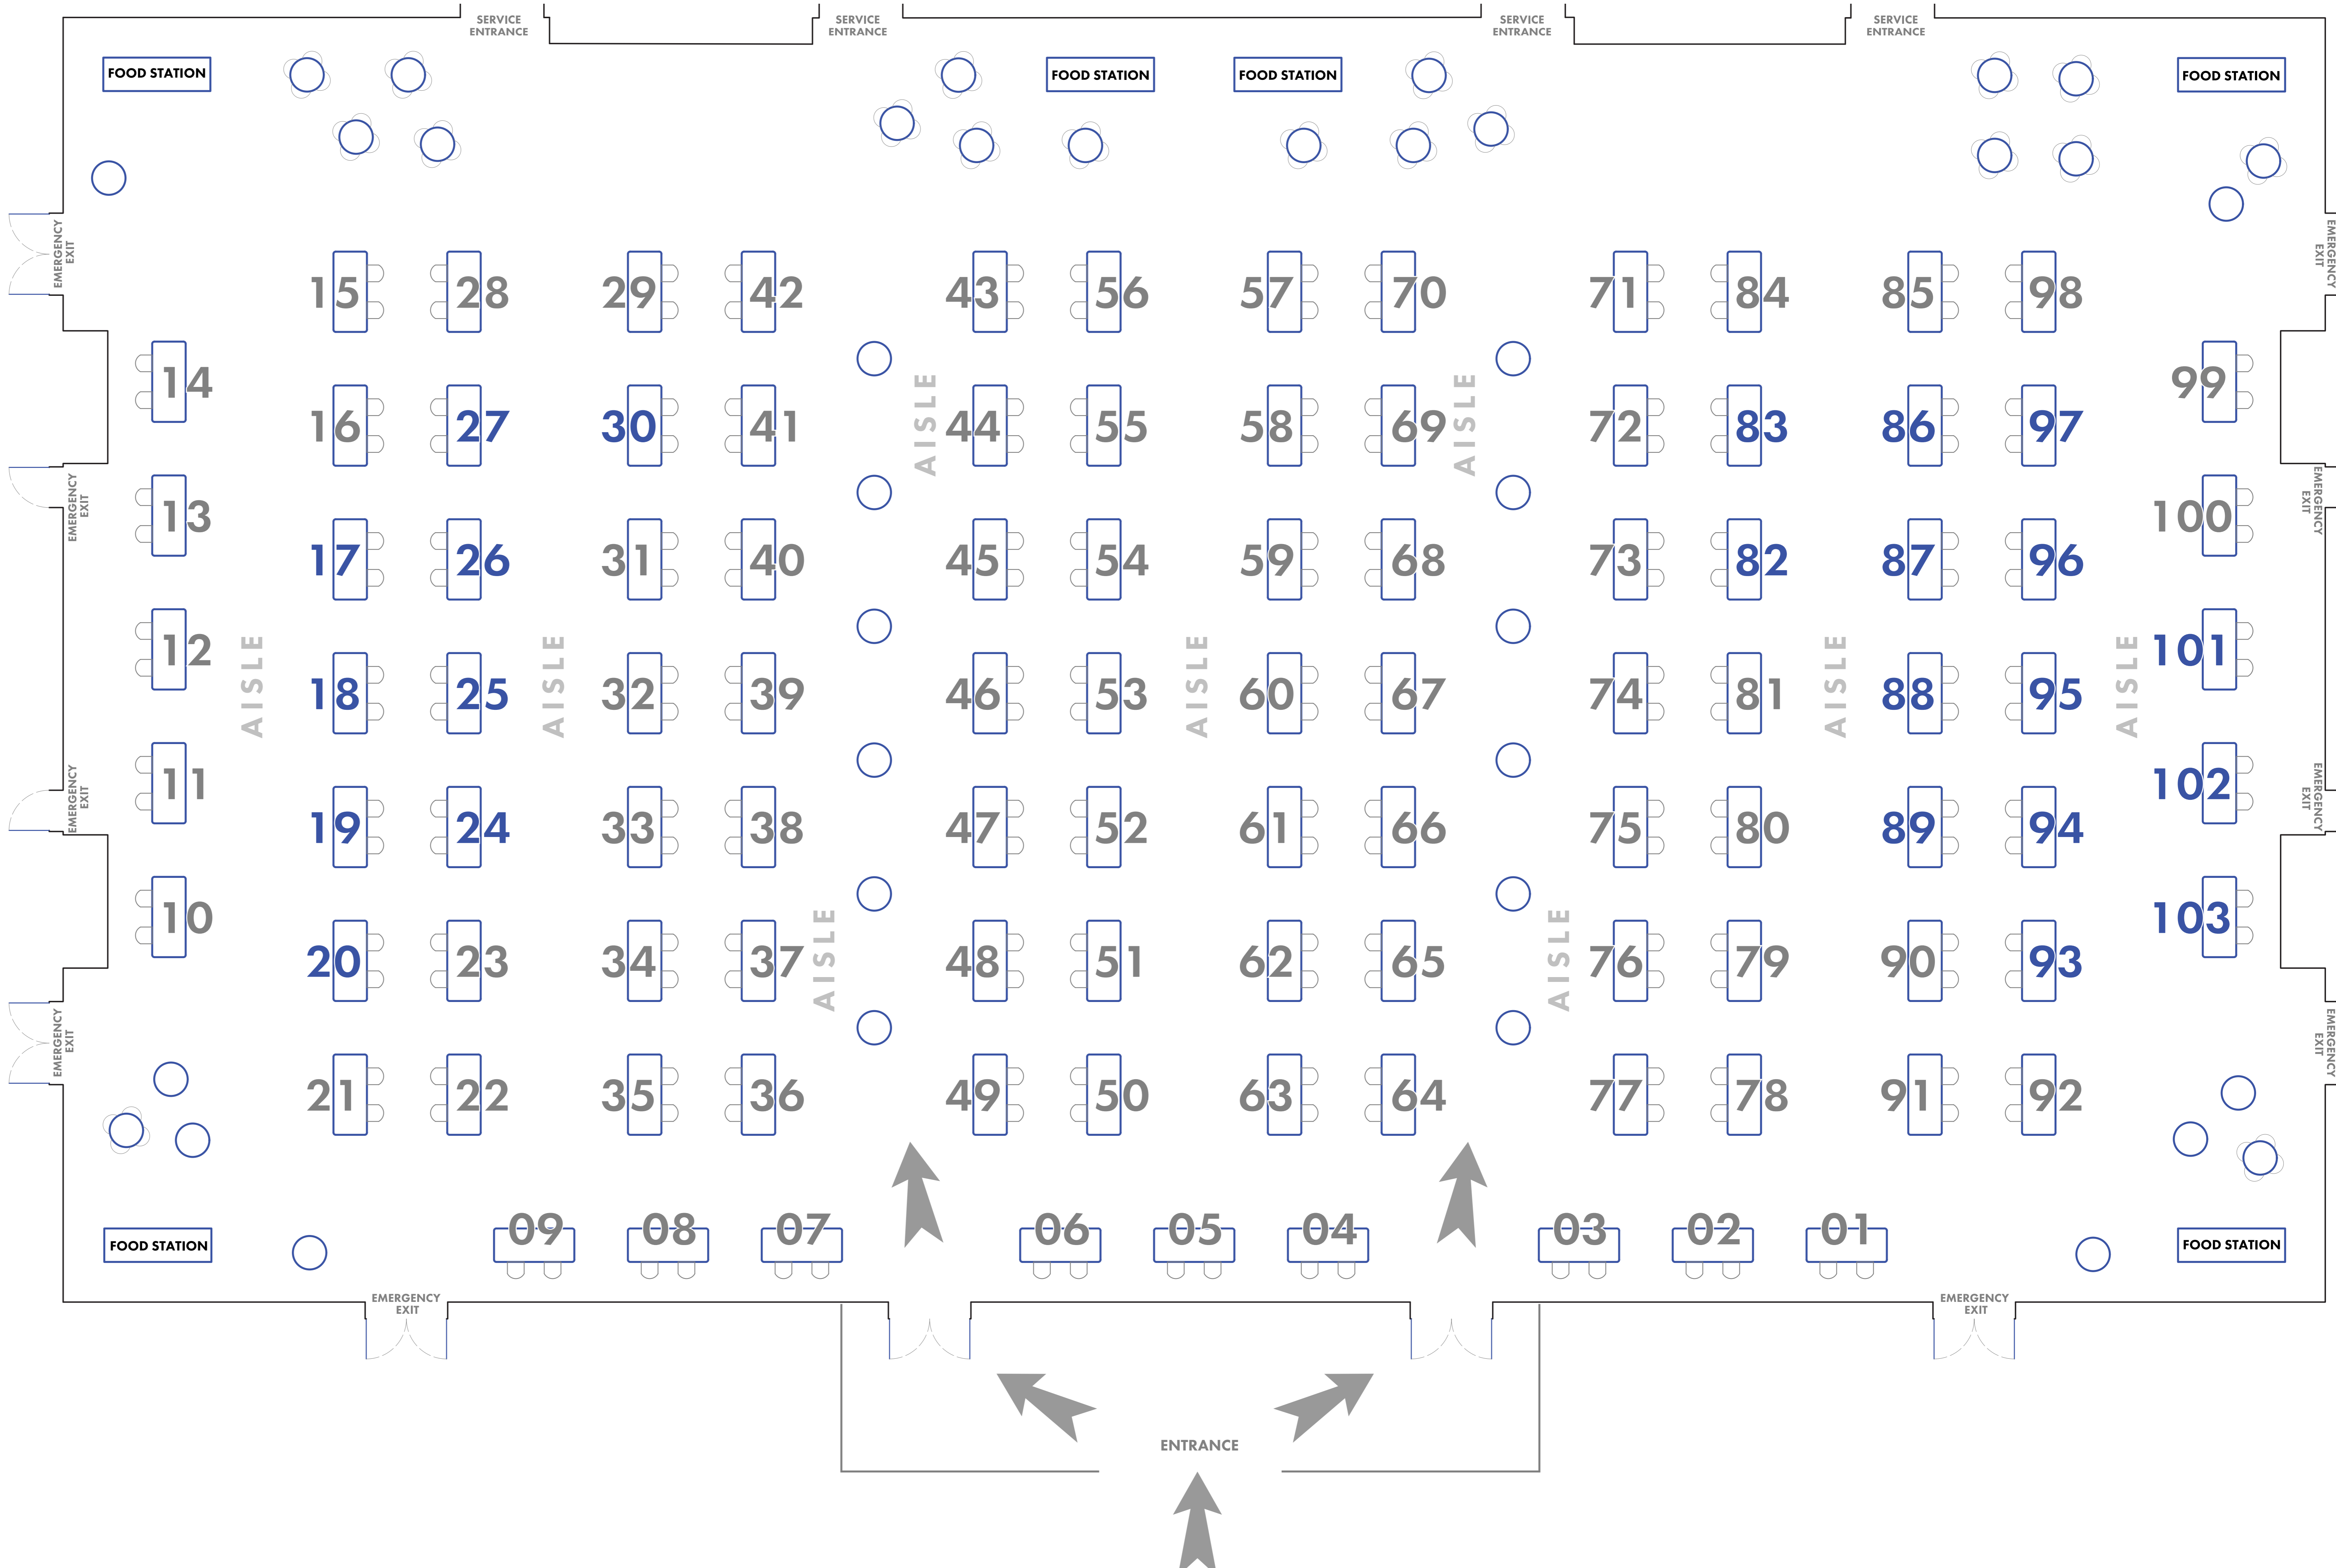 SERVICE
ENTRANCE
SERVICE
ENTRANCE
SERVICE
ENTRANCE
SERVICE
ENTRANCE
FOOD STATION
FOOD STATION
FOOD STATION
FOOD STATION
EMERGENCY
EXIT
EMERGENCY
EXIT
15 28 29 42 43 56 57 70 71 84 85 98
14 99
AISLE
AISLE
16 27 30 41 44 55 58 69 72 83 86 97
EMERGENCY
EXIT
EMERGENCY
EXIT
13 100
17 26 31 40 45 54 59 68 73 82 87 96
12 101
AISLE
AISLE
AISLE
AISLE
AISLE
18 25 32 39 46 53 60 67 74 81 88 95
11 102
EMERGENCY
EXIT
EMERGENCY
EXIT
19 24 33 38 47 52 61 66 75 80 89 94
10 103
AISLE
AISLE
20 23 34 37 48 51 62 65 76 79 90 93
EMERGENCY
EXIT
EMERGENCY
EXIT
21 22 35 36 49 50 63 64 77 78 91 92
09 08 07 06 05 04 03 02 01
FOOD STATION
FOOD STATION
EMERGENCY
EXIT
EMERGENCY
EXIT
ENTRANCE